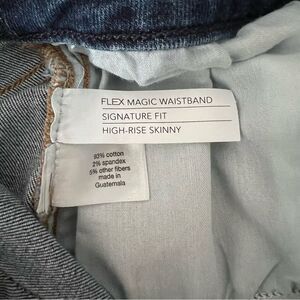 FLEX MAGIC WAISTBAND
SIGNATURE FIT
HIGH-RISE SKINNY
93% cotton
2% spandex
5% other fibers
made in
Guatemala